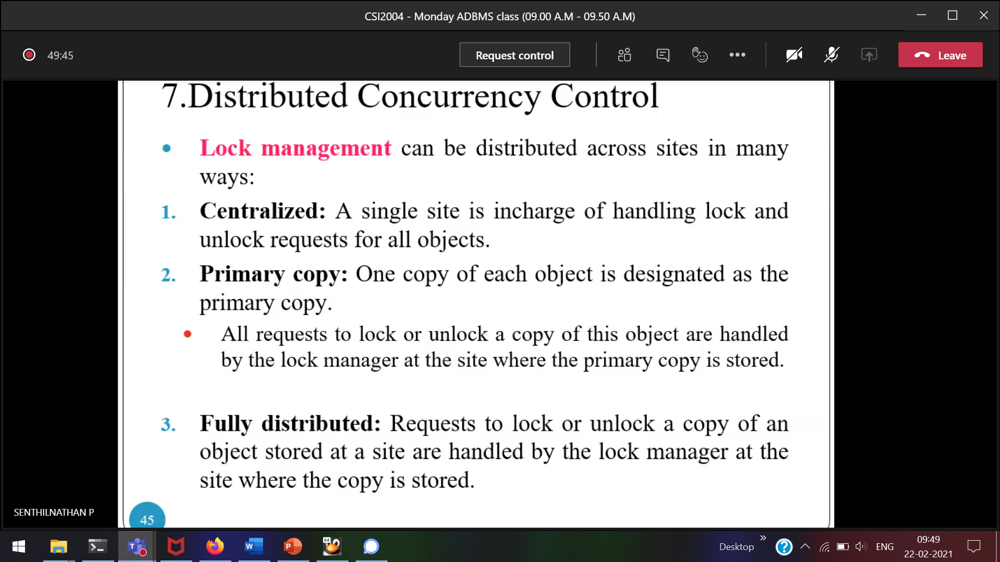 CSI2004 - Monday ADBMS class (09.00 A.M - 09.50 A.M)
49:45
Request control
Leave
7.Distributed Concurrency Control
• Lock management can be distributed across sites in many
ways:
1. Centralized: A single site is incharge of handling lock and
unlock requests for all objects.
2. Primary copy: One copy of each object is designated as the
primary copy.
• All requests to lock or unlock a copy of this object are handled
by the lock manager at the site where the primary copy is stored.
3. Fully distributed: Requests to lock or unlock a copy of an
object stored at a site are handled by the lock manager at the
site where the copy is stored.
SENTHILNATHAN P
45
T
W
P
64
Desktop
»
?
ENG
09:49
22-02-2021